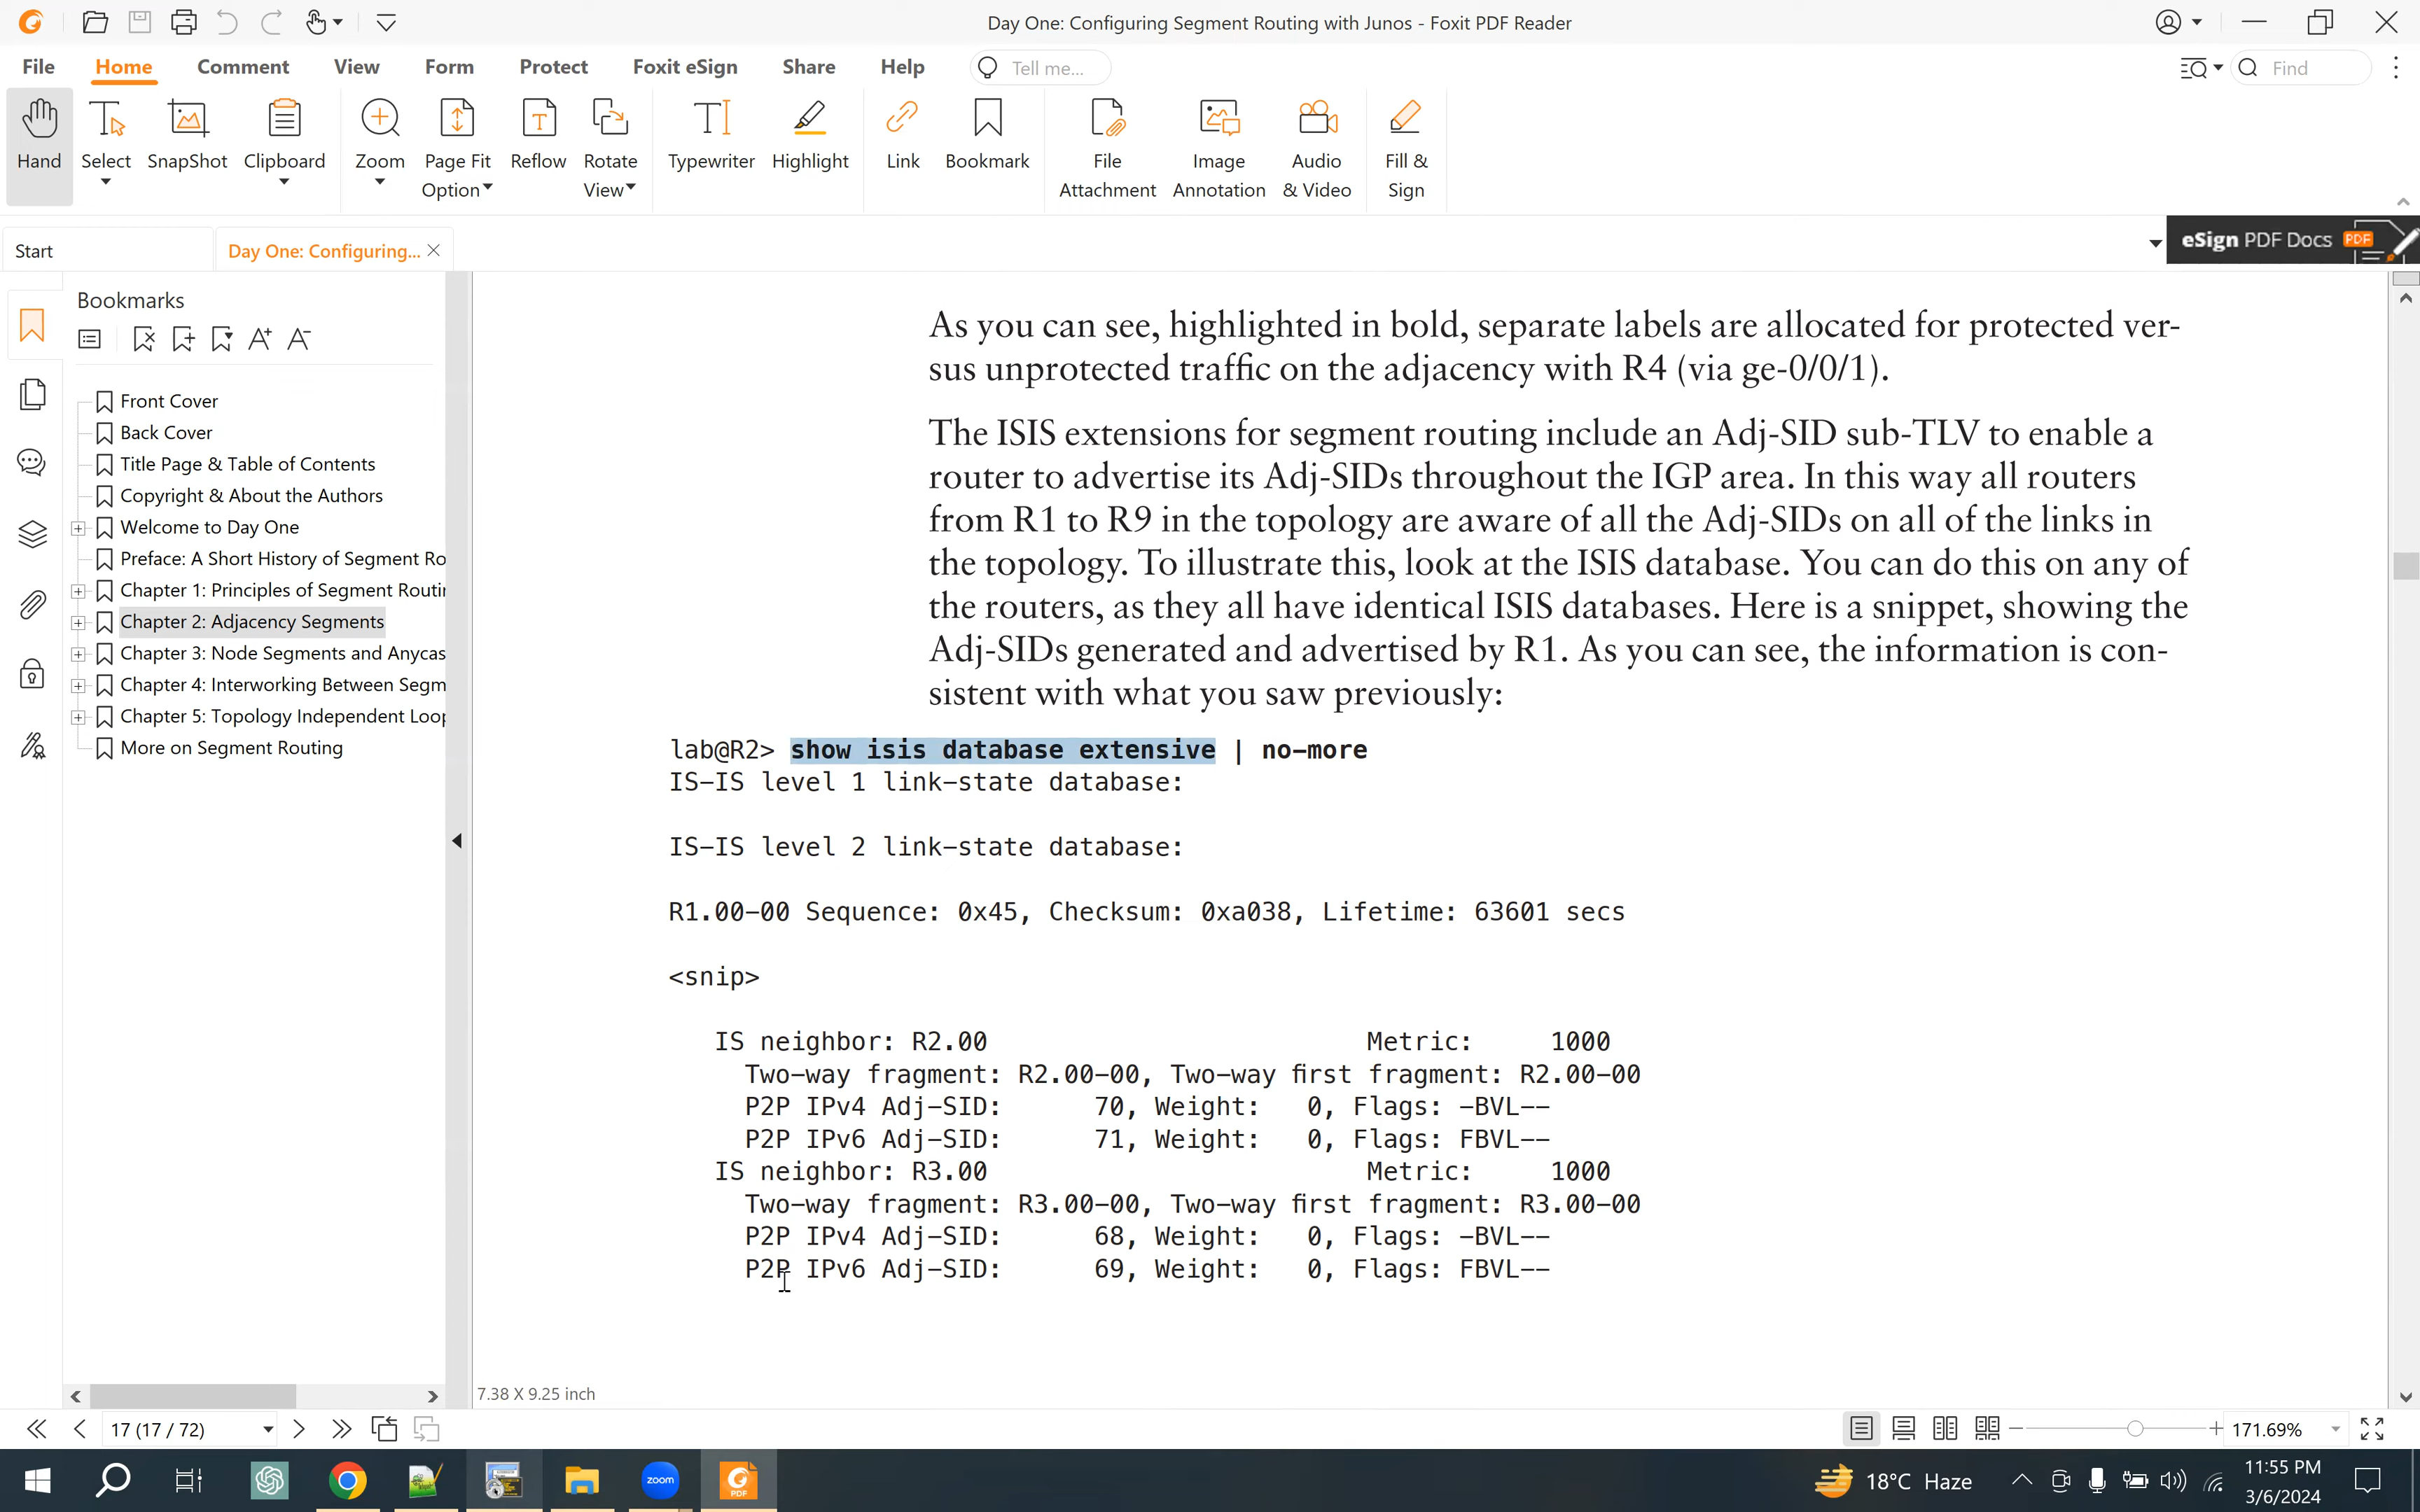 Day One: Configuring Segment Routing with Junos - Foxit PDF Reader
File Home Comment View Form Protect Foxit eSign Share Help Tell me... Find
Hand Select SnapShot Clipboard Zoom Page Fit Option Reflow Rotate View Typewriter Highlight Link Bookmark File Attachment Image Annotation Audio & Video Fill & Sign
Start Day One: Configuring... eSign PDF Docs PDF
Bookmarks
Front Cover
Back Cover
Title Page & Table of Contents
Copyright & About the Authors
Welcome to Day One
Preface: A Short History of Segment Ro
Chapter 1: Principles of Segment Routin
Chapter 2: Adjacency Segments
Chapter 3: Node Segments and Anycas
Chapter 4: Interworking Between Segm
Chapter 5: Topology Independent Loop
More on Segment Routing
As you can see, highlighted in bold, separate labels are allocated for protected ver-
sus unprotected traffic on the adjacency with R4 (via ge-0/0/1).
The ISIS extensions for segment routing include an Adj-SID sub-TLV to enable a
router to advertise its Adj-SIDs throughout the IGP area. In this way all routers
from R1 to R9 in the topology are aware of all the Adj-SIDs on all of the links in
the topology. To illustrate this, look at the ISIS database. You can do this on any of
the routers, as they all have identical ISIS databases. Here is a snippet, showing the
Adj-SIDs generated and advertised by R1. As you can see, the information is con-
sistent with what you saw previously:
lab@R2> show isis database extensive | no-more
IS-IS level 1 link-state database:
IS-IS level 2 link-state database:
R1.00-00 Sequence: 0x45, Checksum: 0xa038, Lifetime: 63601 secs
<snip>
IS neighbor: R2.00 Metric: 1000
Two-way fragment: R2.00-00, Two-way first fragment: R2.00-00
P2P IPv4 Adj-SID: 70, Weight: 0, Flags: -BVL--
P2P IPv6 Adj-SID: 71, Weight: 0, Flags: FBVL--
IS neighbor: R3.00 Metric: 1000
Two-way fragment: R3.00-00, Two-way first fragment: R3.00-00
P2P IPv4 Adj-SID: 68, Weight: 0, Flags: -BVL--
P2P IPv6 Adj-SID: 69, Weight: 0, Flags: FBVL--
7.38 X 9.25 inch
17 (17 / 72) 171.69%
zoom PDF 18°C Haze 11:55 PM
3/6/2024